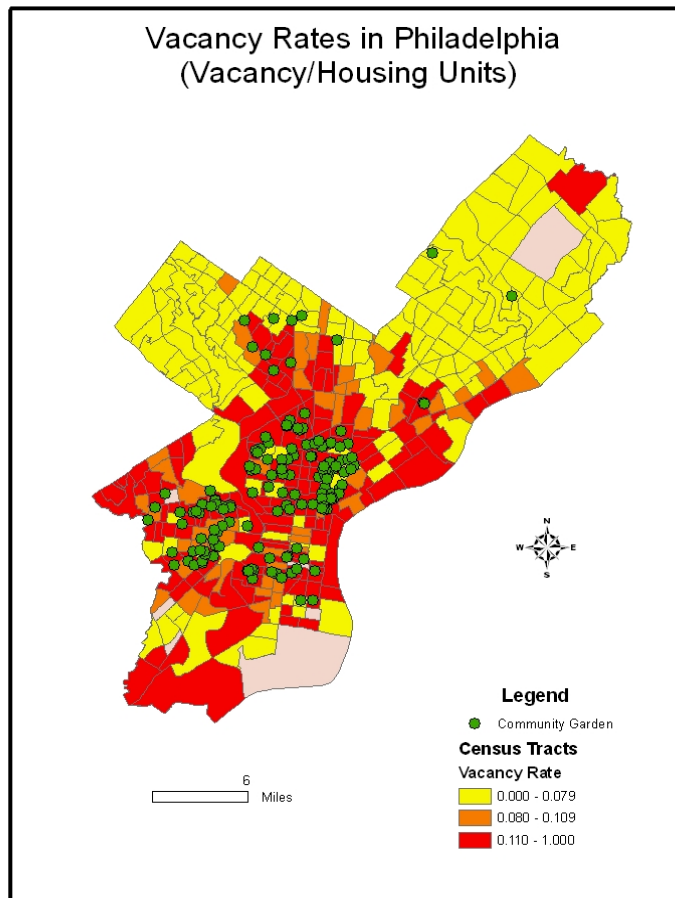 Vacancy Rates in Philadelphia
(Vacancy/Housing Units)
N
W E
S
Legend
Community Garden
Census Tracts
Vacancy Rate
0.000 - 0.079
0.080 - 0.109
0.110 - 1.000
6
Miles